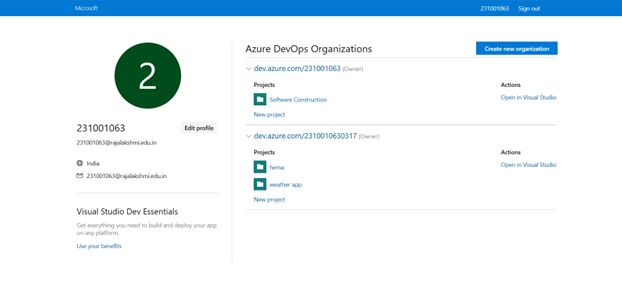 Microsoft
231001063 Sign out
2
231001063
Edit profile
231001063@rajalakshmi.edu.in
India
231001063@rajalakshmi.edu.in
Visual Studio Dev Essentials
Get everything you need to build and deploy your app
on any platform.
Use your benefits
Azure DevOps Organizations
Create new organization
dev.azure.com/231001063 (Owner)
Projects
Actions
Software Construction
Open in Visual Studio
New project
dev.azure.com/2310010630317 (Owner)
Projects
Actions
hema
Open in Visual Studio
weather app
New project